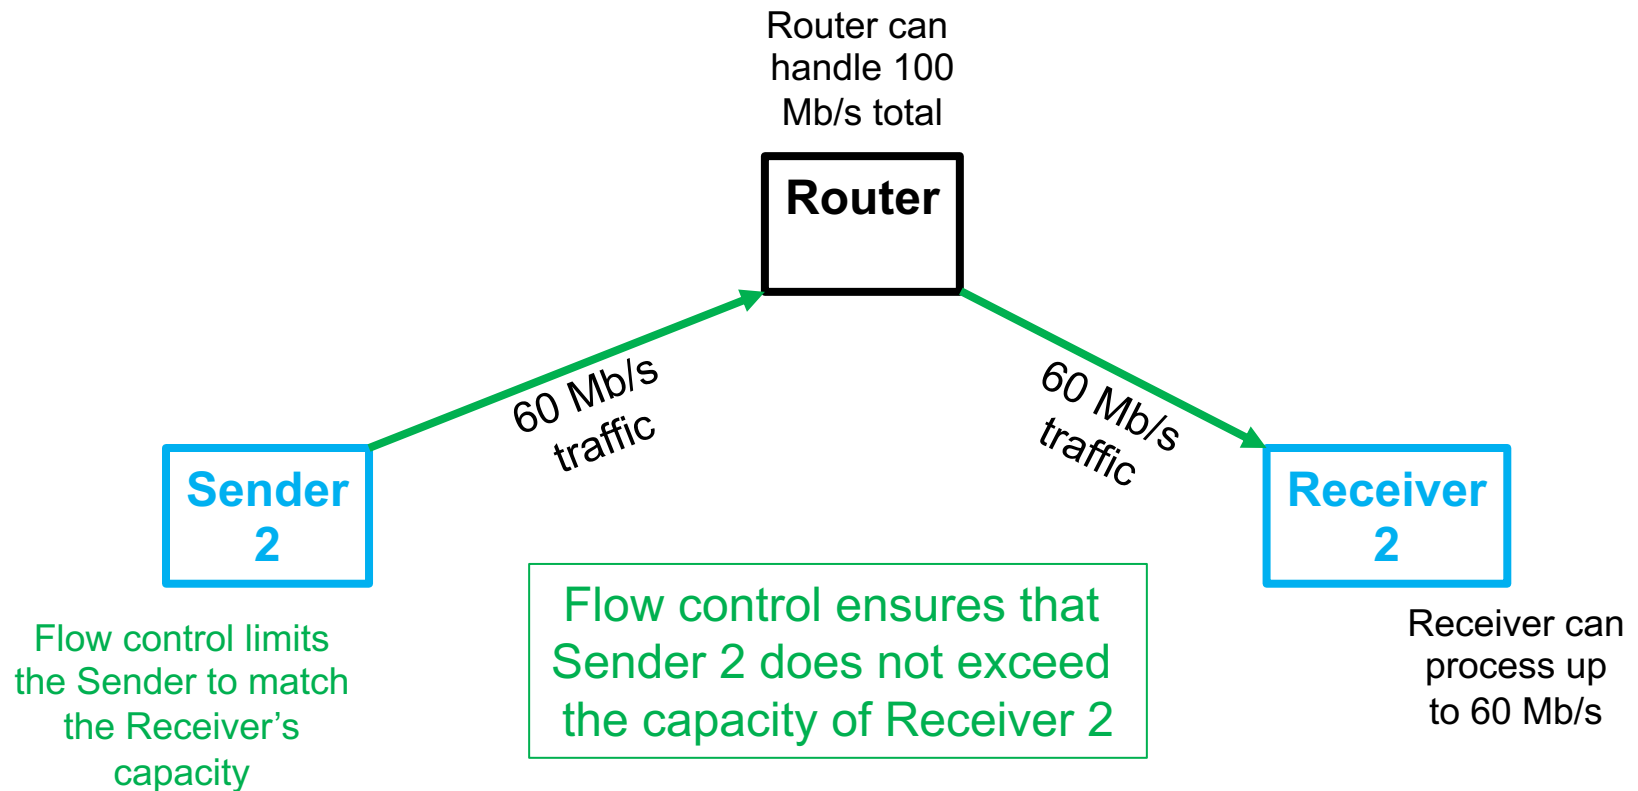 Router can
handle 100
Mb/s total
Router
60 Mb/s
traffic
60 Mb/s
traffic
Sender
2
Receiver
2
Flow control limits
the Sender to match
the Receiver’s
capacity
Flow control ensures that
Sender 2 does not exceed
the capacity of Receiver 2
Receiver can
process up
to 60 Mb/s